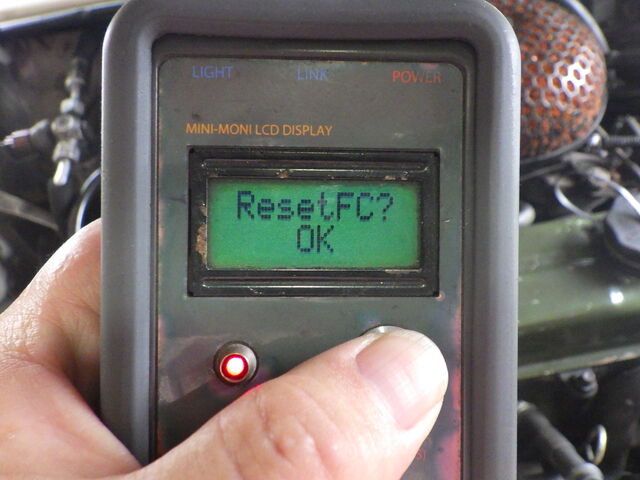 LIGHT LINK POWER
MINI-MONI LCD DISPLAY
ResetFC?
OK